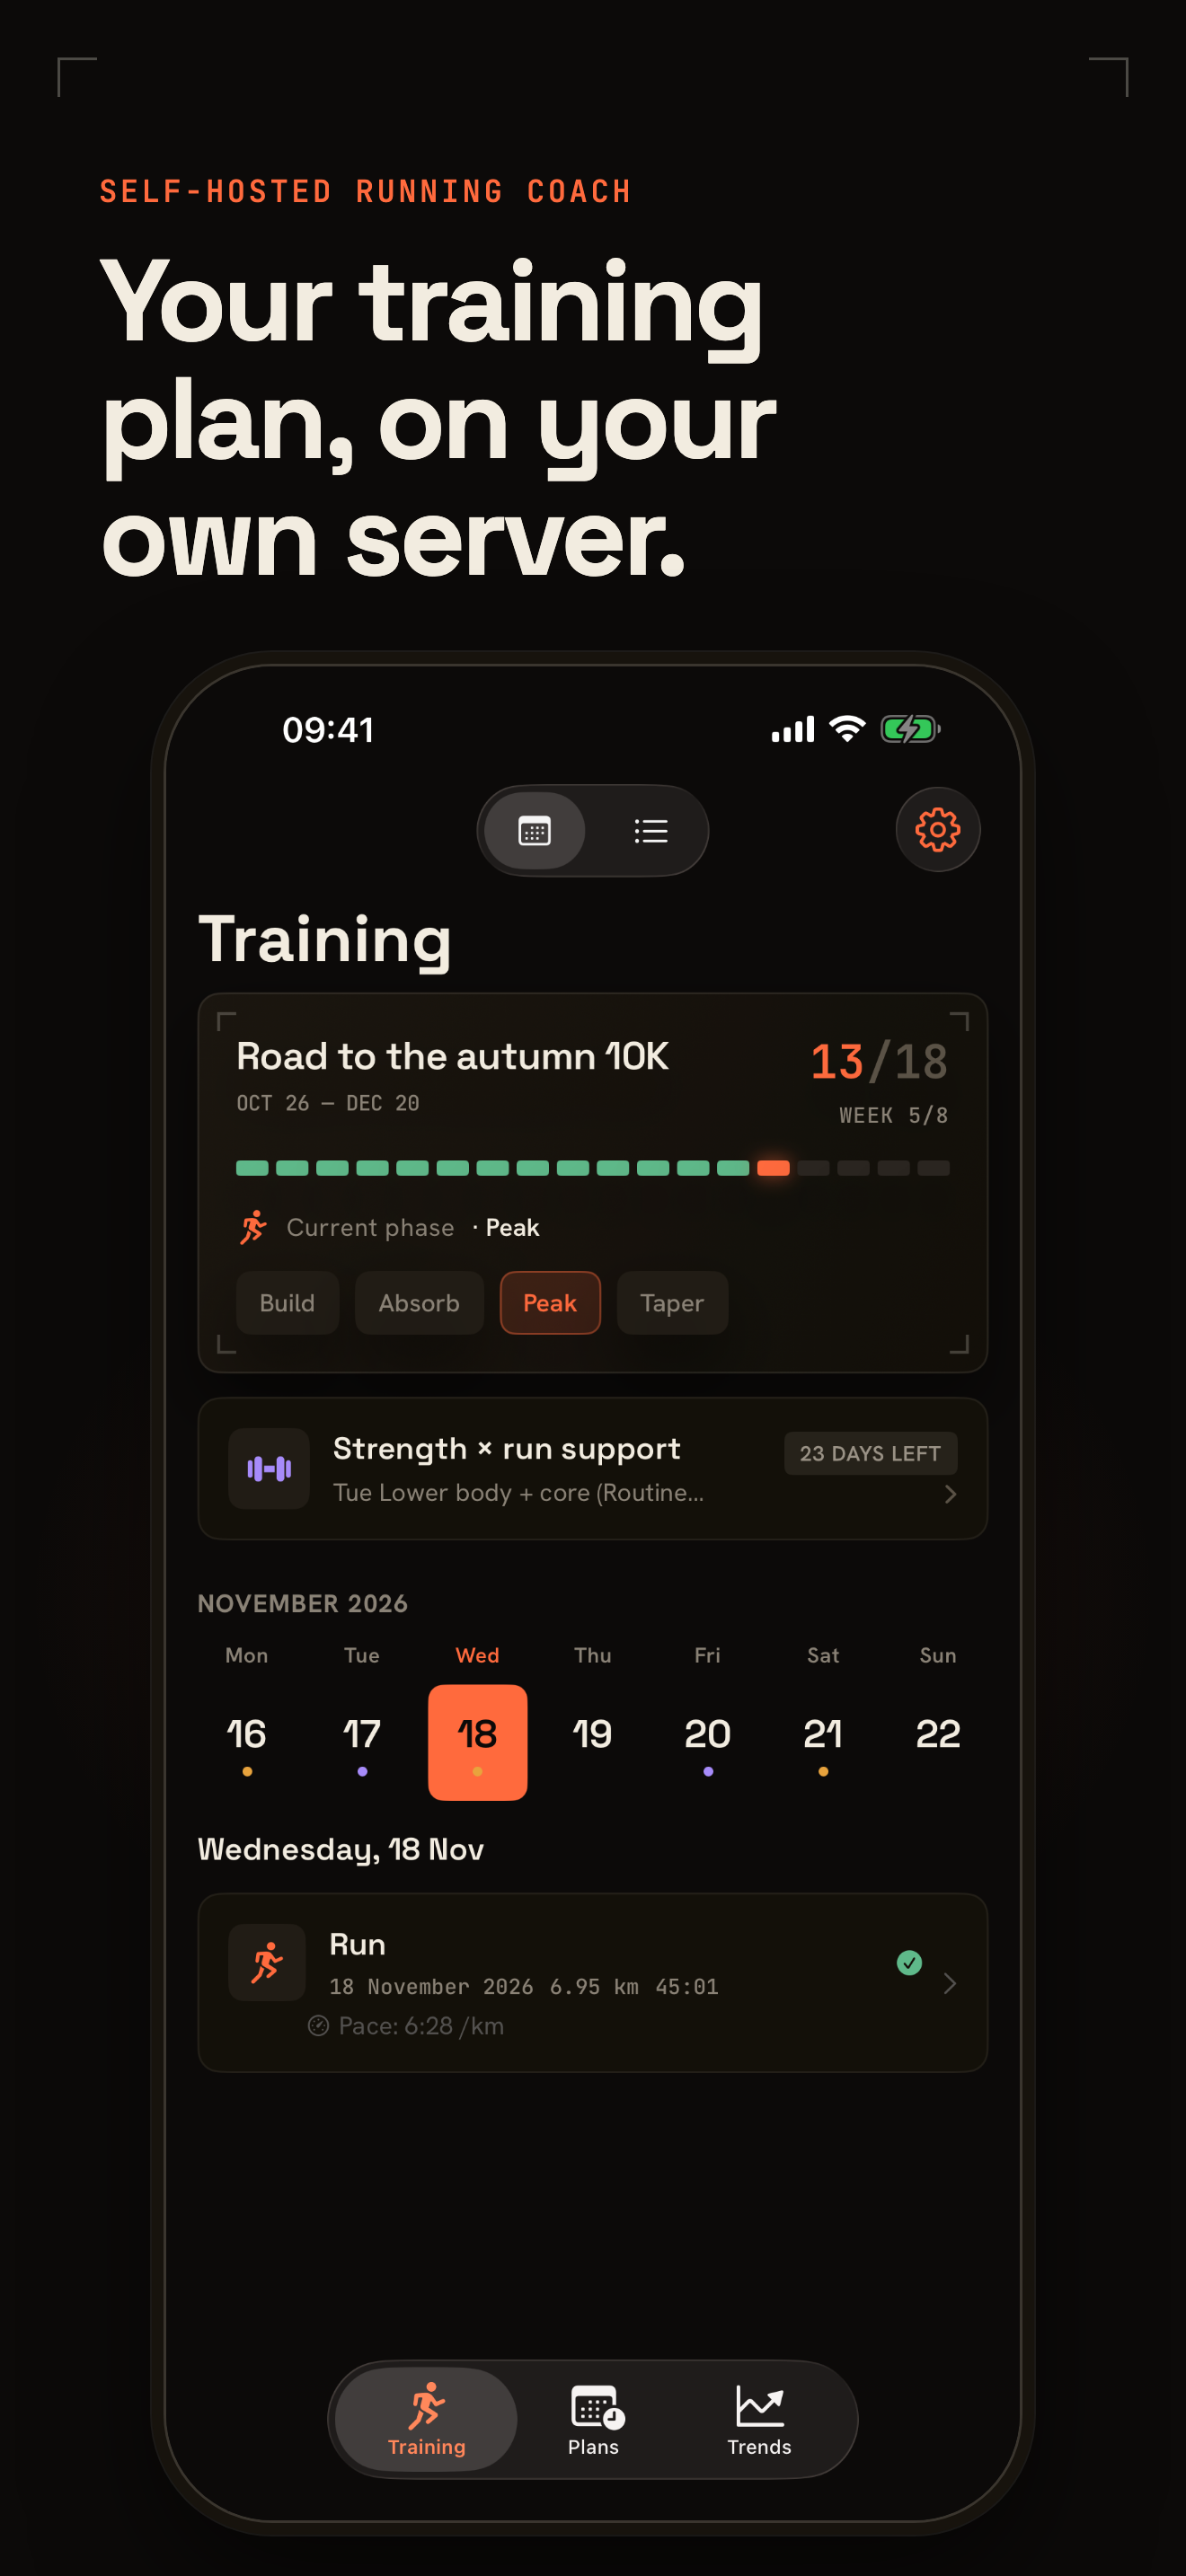 SELF-HOSTED RUNNING COACH
Your training
plan, on your
own server.
09:41
Training
Road to the autumn 10K
13/18
OCT 26 — DEC 20
WEEK 5/8
Current phase · Peak
Build Absorb Peak Taper
Strength × run support
23 DAYS LEFT
Tue Lower body + core (Routine...
NOVEMBER 2026
Mon Tue Wed Thu Fri Sat Sun
16 17 18 19 20 21 22
Wednesday, 18 Nov
Run
18 November 2026 6.95 km 45:01
Pace: 6:28 /km
Training Plans Trends